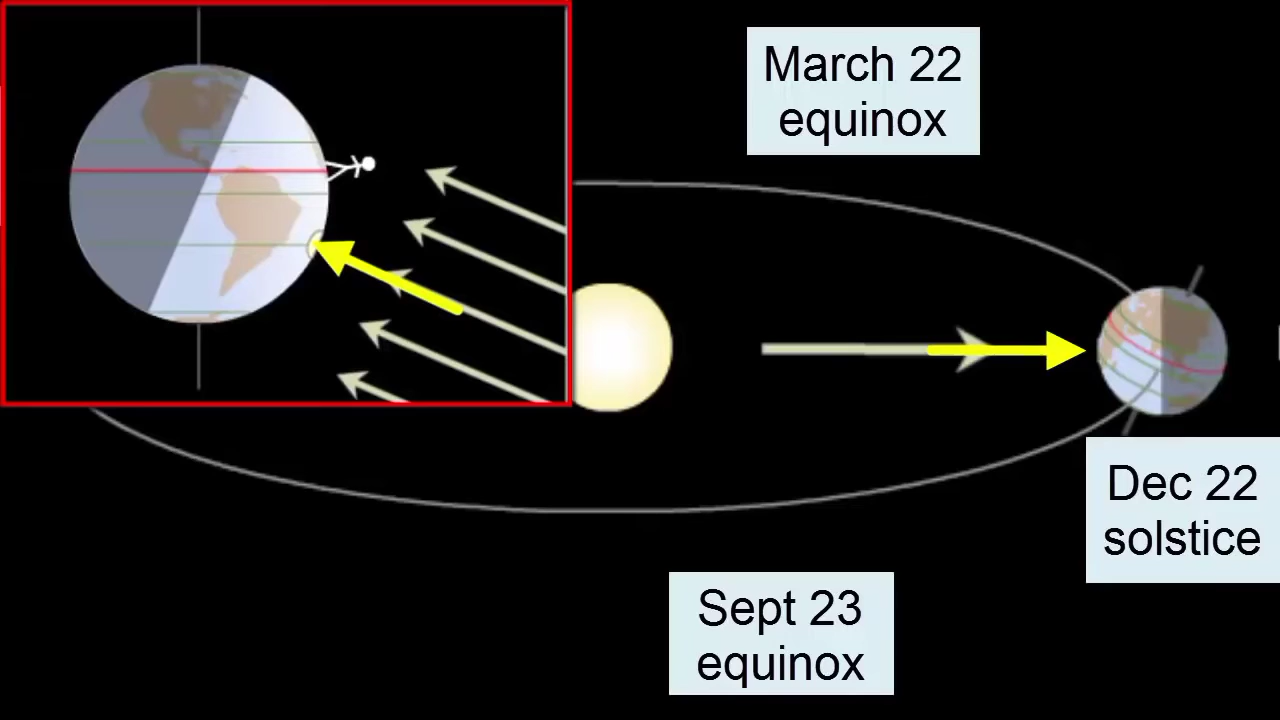 March 22
equinox
Dec 22
solstice
Sept 23
equinox